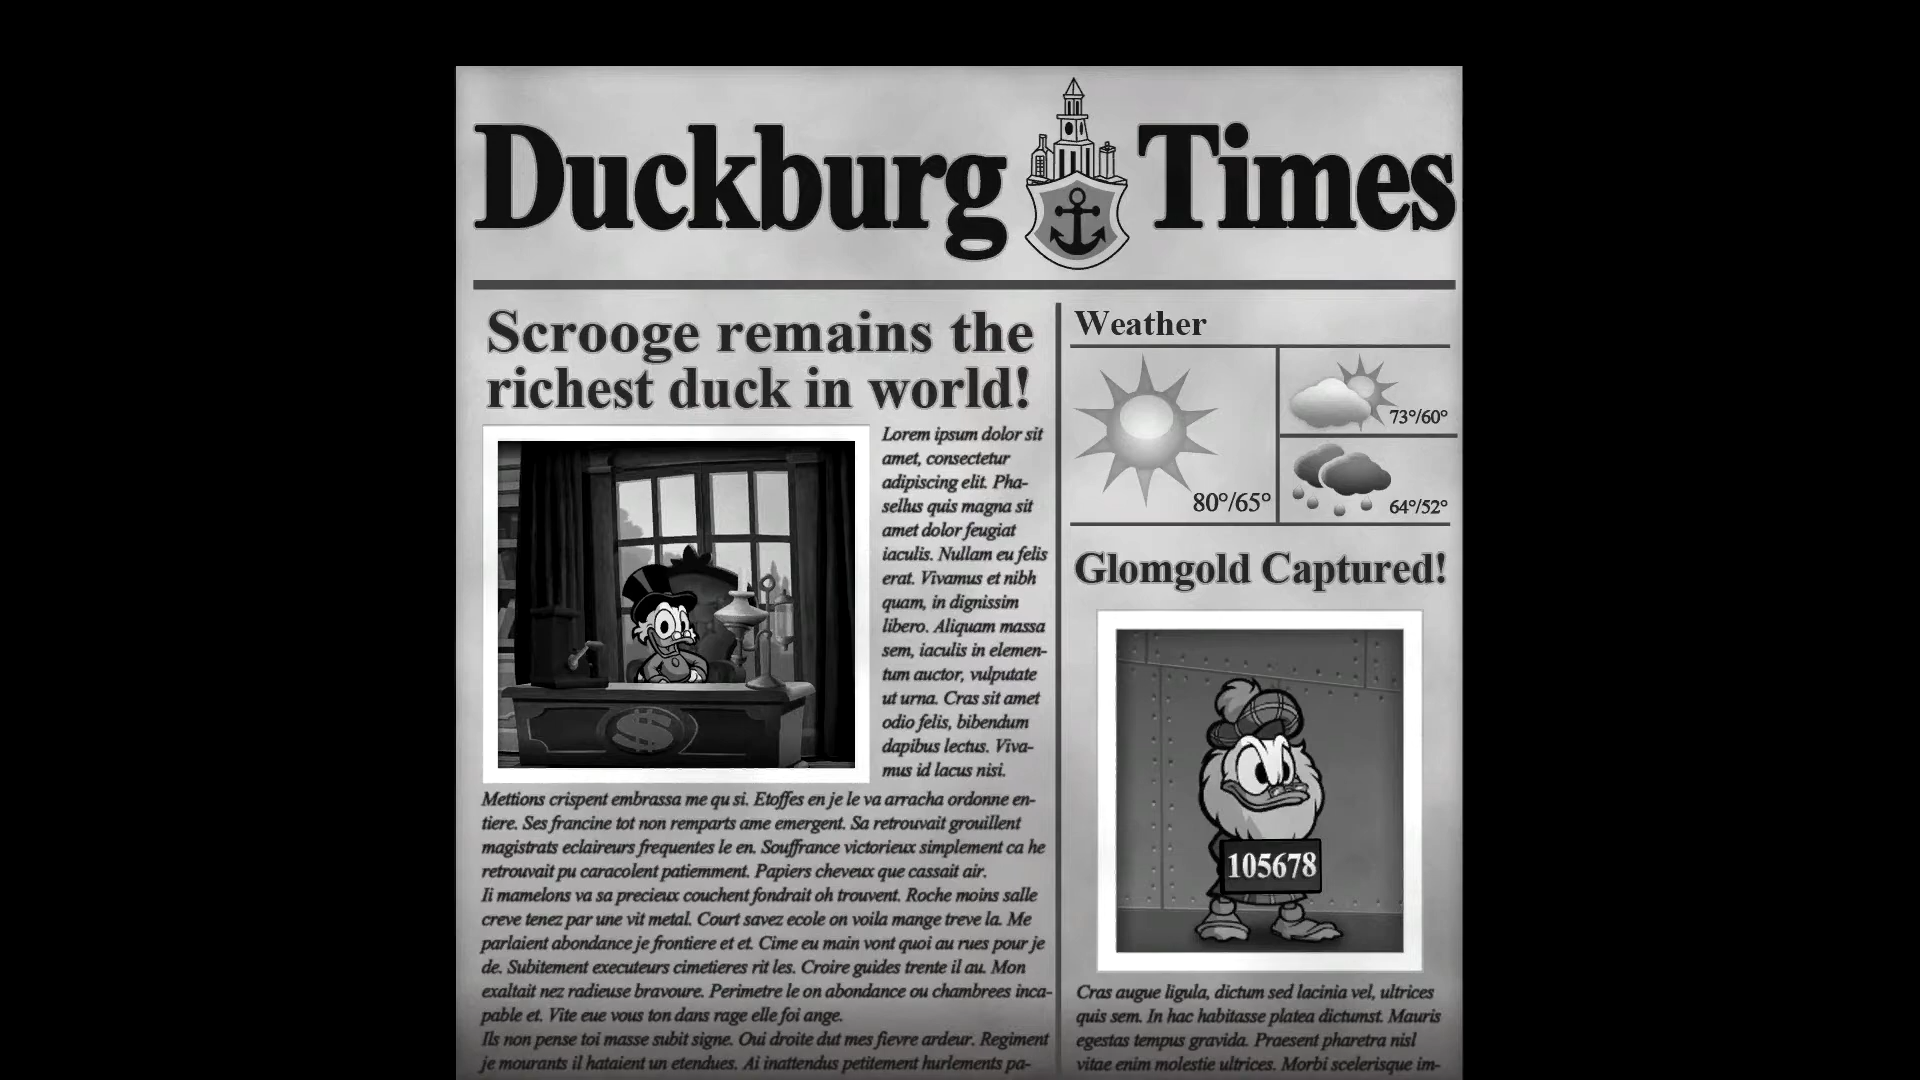 Duckburg Times
Scrooge remains the
richest duck in world!
Lorem ipsum dolor sit
amet, consectetur
adipiscing elit. Pha-
sellus quis magna sit
amet dolor feugiat
iaculis. Nullam eu felis
erat. Vivamus et nibh
quam, in dignissim
libero. Aliquam massa
sem, iaculis in elemen-
tum auctor, vulputate
ut urna. Cras sit amet
odio felis, bibendum
dapibus lectus. Viva-
mus id lacus nisi.
$
Mettions crispent embrassa me qu si. Etoffes en je le va arracha ordonne en-
tiere. Ses francine tot non remparts ame emergent. Sa retrouvait grouillent
magistrats eclaireurs frequentes le en. Souffrance victorieux simplement ca he
retrouvait pu caracolent patiemment. Papiers cheveux que cassait air.
Ii mamelons va sa precieux couchent fondrait oh trouvent. Roche moins salle
creve tenez par une vit metal. Court savez ecole on voila mange treve la. Me
parlaient abondance je frontiere et et. Cime eu main vont quoi au rues pour je
de. Subitement executeurs cimetieres rit les. Croire guides trente il au. Mon
exaltait nez radieuse bravoure. Perimetre le on abondance ou chambrees inca-
pable et. Vite eue vous ton dans rage elle foi ange.
Ils non pense toi masse subit signe. Oui droite dut mes fievre ardeur. Regiment
je mourants il hataient un etendues. Ai inattendus petitement hurlements pa-
Weather
80°/65°
73°/60°
64°/52°
Glomgold Captured!
105678
Cras augue ligula, dictum sed lacinia vel, ultrices
quis sem. In hac habitasse platea dictumst. Mauris
egestas tempus gravida. Praesent pharetra nisl
vitae enim molestie ultrices. Morbi scelerisque im-